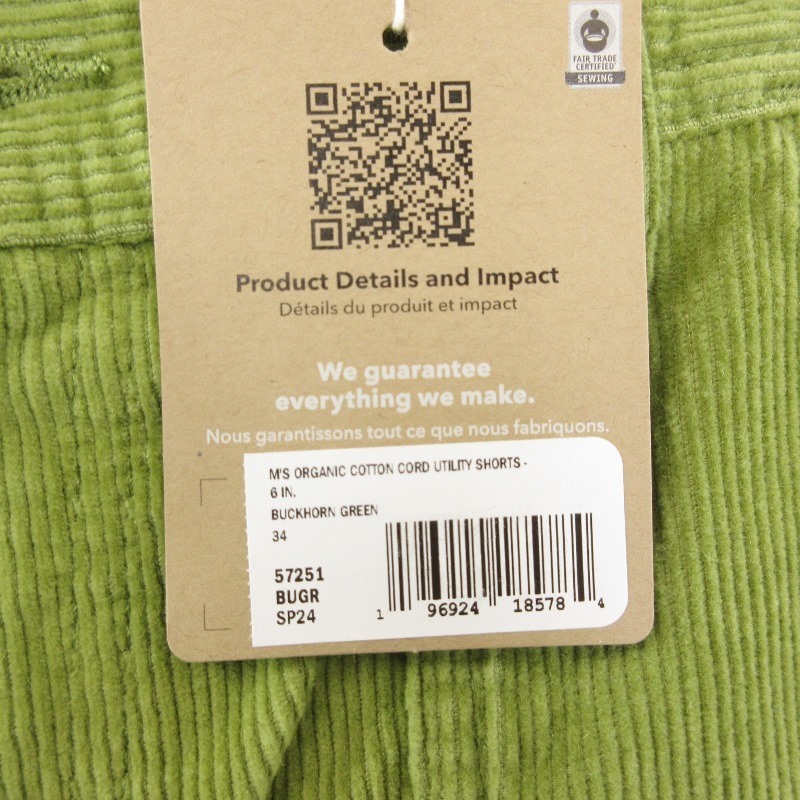 FAIR TRADE
CERTIFIED
SEWING
Product Details and Impact
Détails du produit et impact
We guarantee
everything we make.
Nous garantissons tout ce que nous fabriquons.
M'S ORGANIC COTTON CORD UTILITY SHORTS -
6 IN.
BUCKHORN GREEN
34
57251
BUGR
SP24
1 96924 18578 4